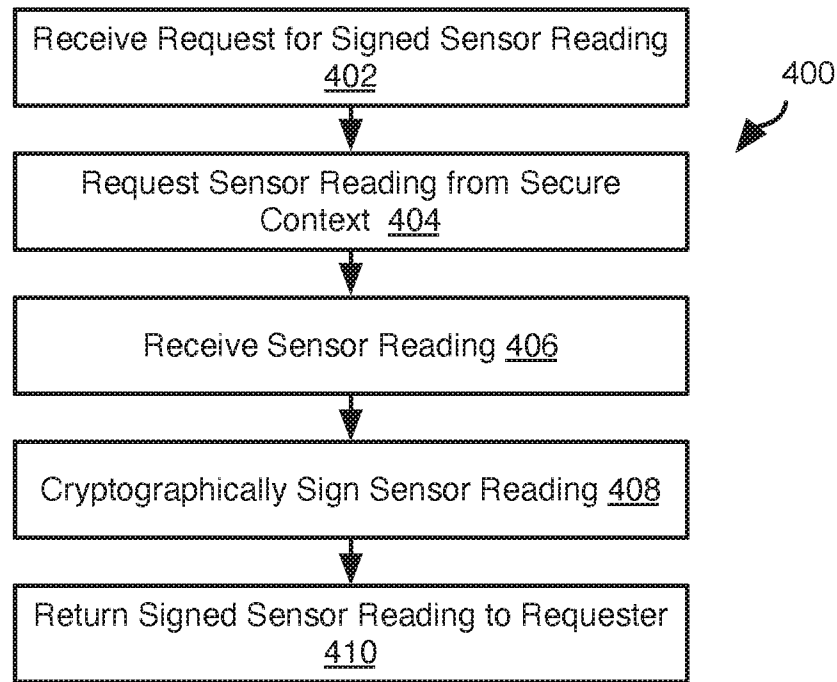 Receive Request for Signed Sensor Reading
402
400
Request Sensor Reading from Secure
Context 404
Receive Sensor Reading 406
Cryptographically Sign Sensor Reading 408
Return Signed Sensor Reading to Requester
410